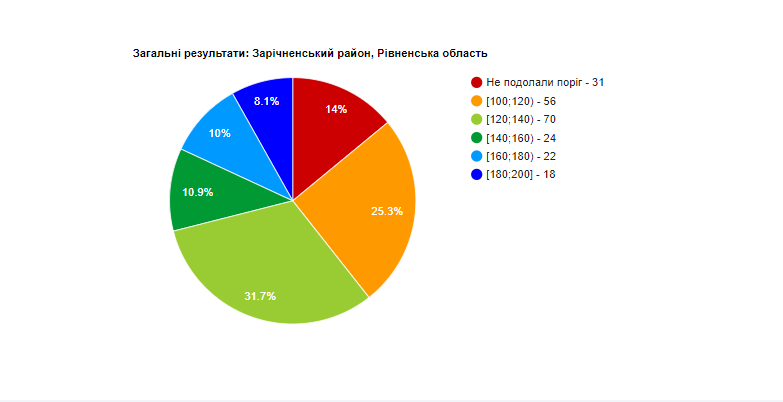 Загальні результати: Зарічненський район, Рівненська область
Не подолали поріг - 31
[100;120) - 56
[120;140) - 70
[140;160) - 24
[160;180) - 22
[180;200] - 18
8.1%
14%
10%
10.9%
25.3%
31.7%